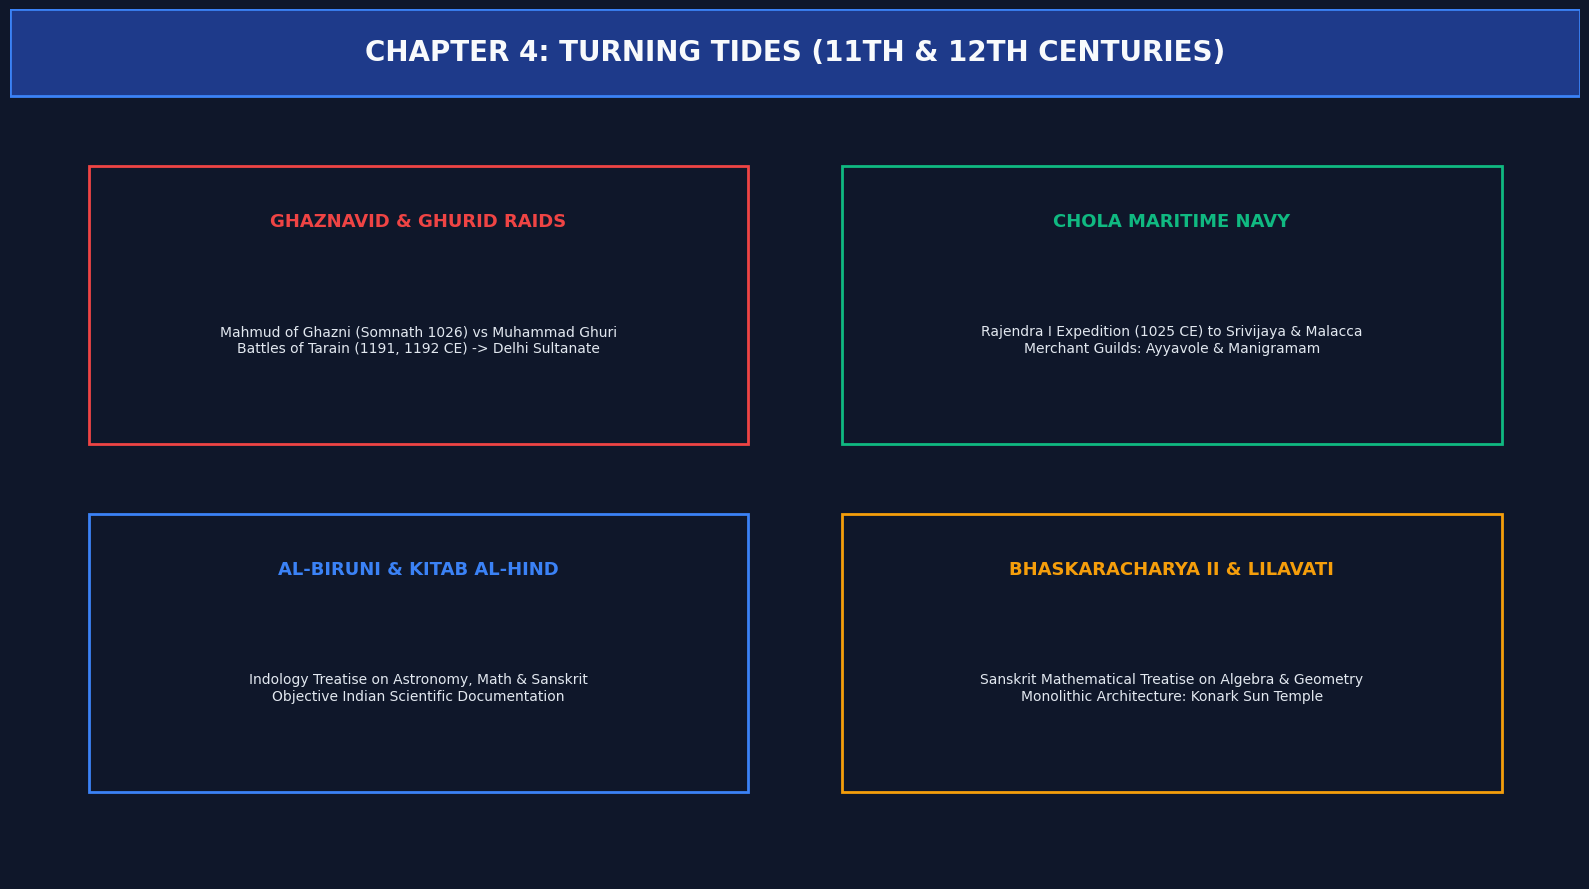 CHAPTER 4: TURNING TIDES (11TH & 12TH CENTURIES)
GHAZNAVID & GHURID RAIDS
Mahmud of Ghazni (Somnath 1026) vs Muhammad Ghuri
Battles of Tarain (1191, 1192 CE) -> Delhi Sultanate
CHOLA MARITIME NAVY
Rajendra I Expedition (1025 CE) to Srivijaya & Malacca
Merchant Guilds: Ayyavole & Manigramam
AL-BIRUNI & KITAB AL-HIND
Indology Treatise on Astronomy, Math & Sanskrit
Objective Indian Scientific Documentation
BHASKARACHARYA II & LILAVATI
Sanskrit Mathematical Treatise on Algebra & Geometry
Monolithic Architecture: Konark Sun Temple